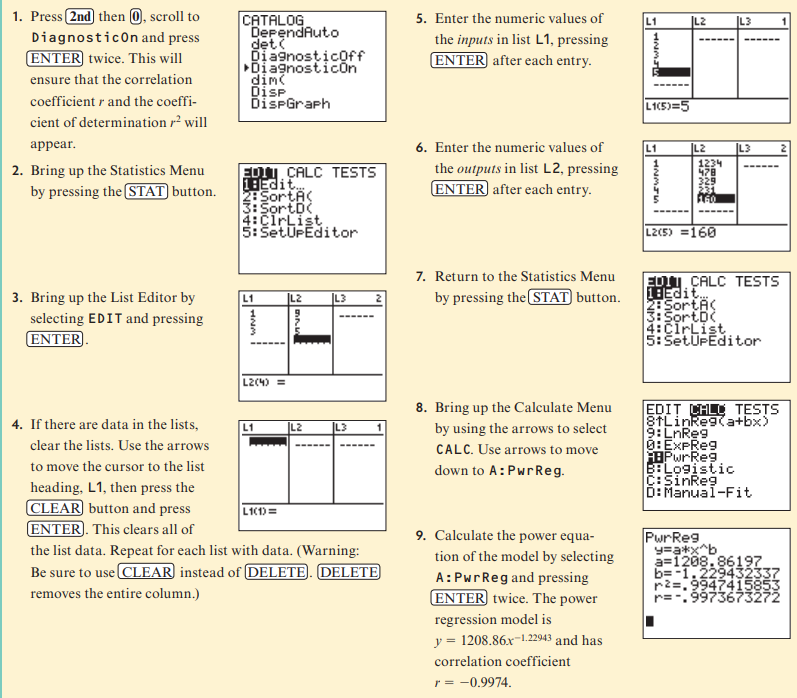 1. Press 2nd then 0, scroll to
DiagnosticOn and press
ENTER twice. This will
ensure that the correlation
coefficient r and the coeffi-
cient of determination r² will
appear.
CATALOG
DependAuto
det(
DiagnosticOff
▸DiagnosticOn
dim(
Disp
DispGraph
2. Bring up the Statistics Menu
by pressing the STAT button.
EDIT CALC TESTS
1:Edit…
2:SortA(
3:SortD(
4:ClrList
5:SetUpEditor
3. Bring up the List Editor by
selecting EDIT and pressing
ENTER.
L1 L2 L3 2
1 9 ------
2 7
3 5
------
L2(4) =
4. If there are data in the lists,
clear the lists. Use the arrows
to move the cursor to the list
heading, L1, then press the
CLEAR button and press
ENTER. This clears all of
the list data. Repeat for each list with data. (Warning:
Be sure to use CLEAR instead of DELETE. DELETE
removes the entire column.)
L1 L2 L3 1
------ ------
L1(1)=
5. Enter the numeric values of
the inputs in list L1, pressing
ENTER after each entry.
L1 L2 L3 1
1 ------ ------
2
3
4
5
------
L1(5)=5
6. Enter the numeric values of
the outputs in list L2, pressing
ENTER after each entry.
L1 L2 L3 2
1 1234 ------
2 478
3 329
4 231
5 160
------ ------
L2(5) =160
7. Return to the Statistics Menu
by pressing the STAT button.
EDIT CALC TESTS
1:Edit…
2:SortA(
3:SortD(
4:ClrList
5:SetUpEditor
8. Bring up the Calculate Menu
by using the arrows to select
CALC. Use arrows to move
down to A:PwrReg.
EDIT CALC TESTS
8↑LinReg(a+bx)
9:LnReg
0:ExpReg
A:PwrReg
B:Logistic
C:SinReg
D:Manual-Fit
9. Calculate the power equa-
tion of the model by selecting
A:PwrReg and pressing
ENTER twice. The power
regression model is
y = 1208.86x⁻¹·²²⁹⁴³ and has
correlation coefficient
r = −0.9974.
PwrReg
y=a*x^b
a=1208.86197
b=-1.229432337
r²=.9947415853
r=-.9973673272